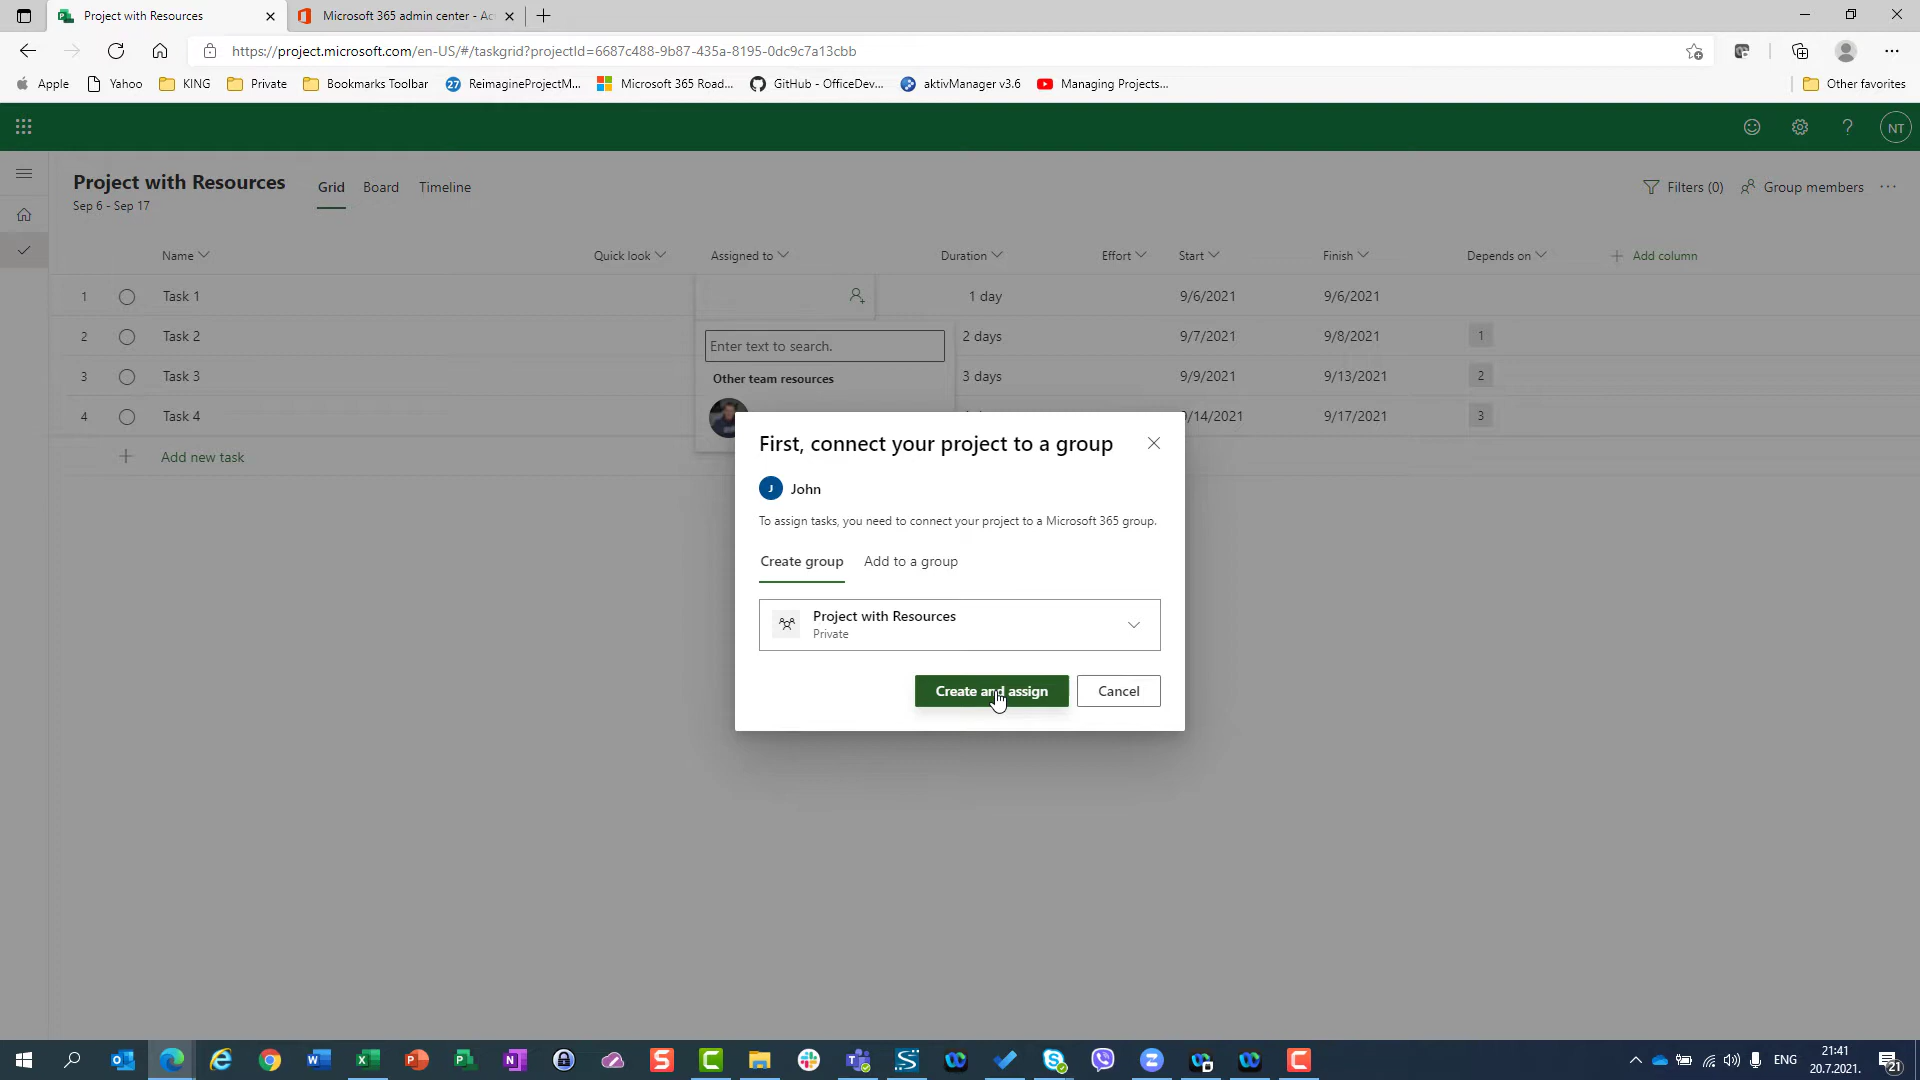 Project with Resources
Microsoft 365 admin center - Ac
https://project.microsoft.com/en-US/#/taskgrid?projectId=6687c488-9b87-435a-8195-0dc9c7a13cbb
Apple
Yahoo
KING
Private
Bookmarks Toolbar
ReimagineProjectM...
Microsoft 365 Road...
GitHub - OfficeDev...
aktivManager v3.6
Managing Projects...
Other favorites
NT
Project with Resources
Sep 6 - Sep 17
Grid
Board
Timeline
Filters (0)
Group members
Name
Quick look
Assigned to
Duration
Effort
Start
Finish
Depends on
Add column
1 Task 1 1 day 9/6/2021 9/6/2021
2 Task 2 2 days 9/7/2021 9/8/2021 1
Enter text to search.
3 Task 3 3 days 9/9/2021 9/13/2021 2
Other team resources
4 Task 4 9/14/2021 9/17/2021 3
Add new task
First, connect your project to a group
J John
To assign tasks, you need to connect your project to a Microsoft 365 group.
Create group
Add to a group
Project with Resources
Private
Create and assign
Cancel
ENG
21:41
20.7.2021.
21